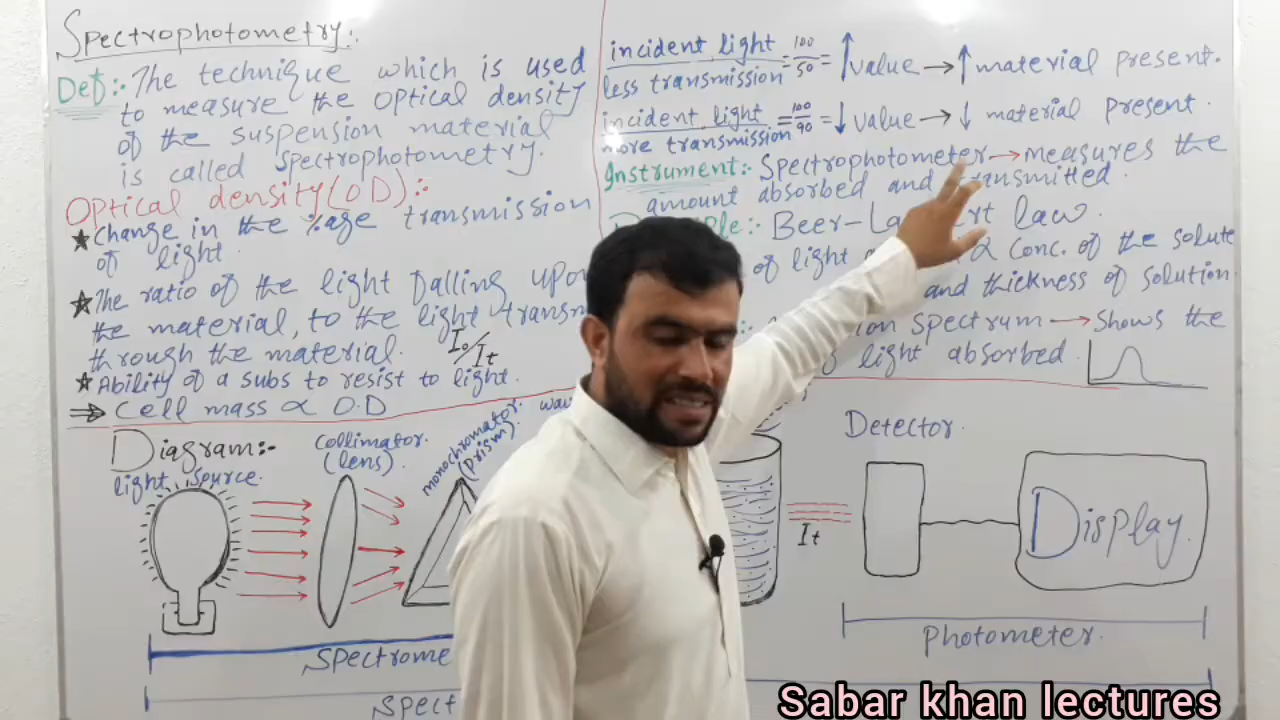 Spectrophotometry:.
Def:- The technique which is used
to measure the optical density
of the suspension material
is called spectrophotometry.
Optical density (OD):-
★ Change in the %age transmission
of light.
★ The ratio of the light falling upon
the material, to the light transm
through the material. Io/It
★ Ability of a subs to resist to light.
⇒ Cell mass ∝ O.D
incident light / less transmission = 100/50 = ↑ value → ↑ material present.
incident light / more transmission = 100/90 = ↓ value → ↓ material present.
Instrument:- Spectrophotometer → measures the
amount absorbed and transmitted.
Beer-La rt law.
of light ∝ conc. of the solute
and thickness of solution.
ion spectrum → shows the
light absorbed.
Diagram:-
light source.
Collimator.
(lens).
monochromator.
(Prism).
wav
It
Detector.
Display.
Spectrome
Photometer.
Spect
Sabar khan lectures